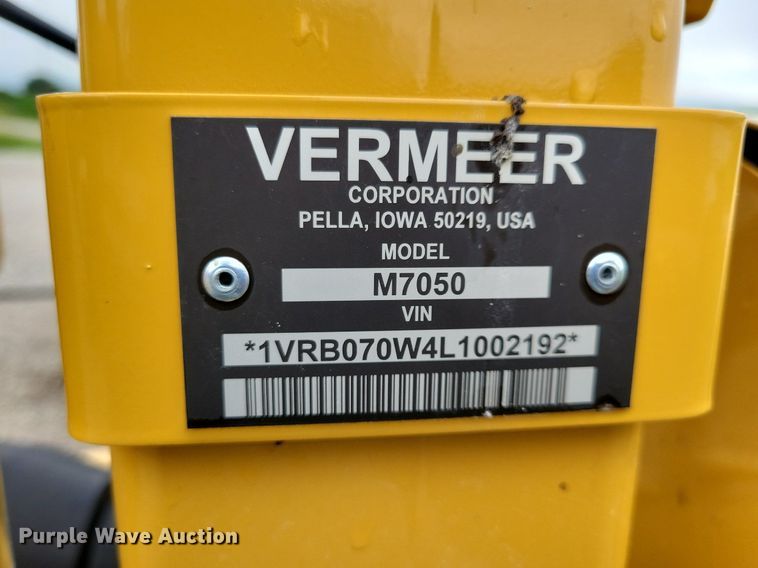 VERMEER
CORPORATION
PELLA, IOWA 50219, USA
MODEL
M7050
VIN
*1VRB070W4L1002192*
Purple Wave Auction®